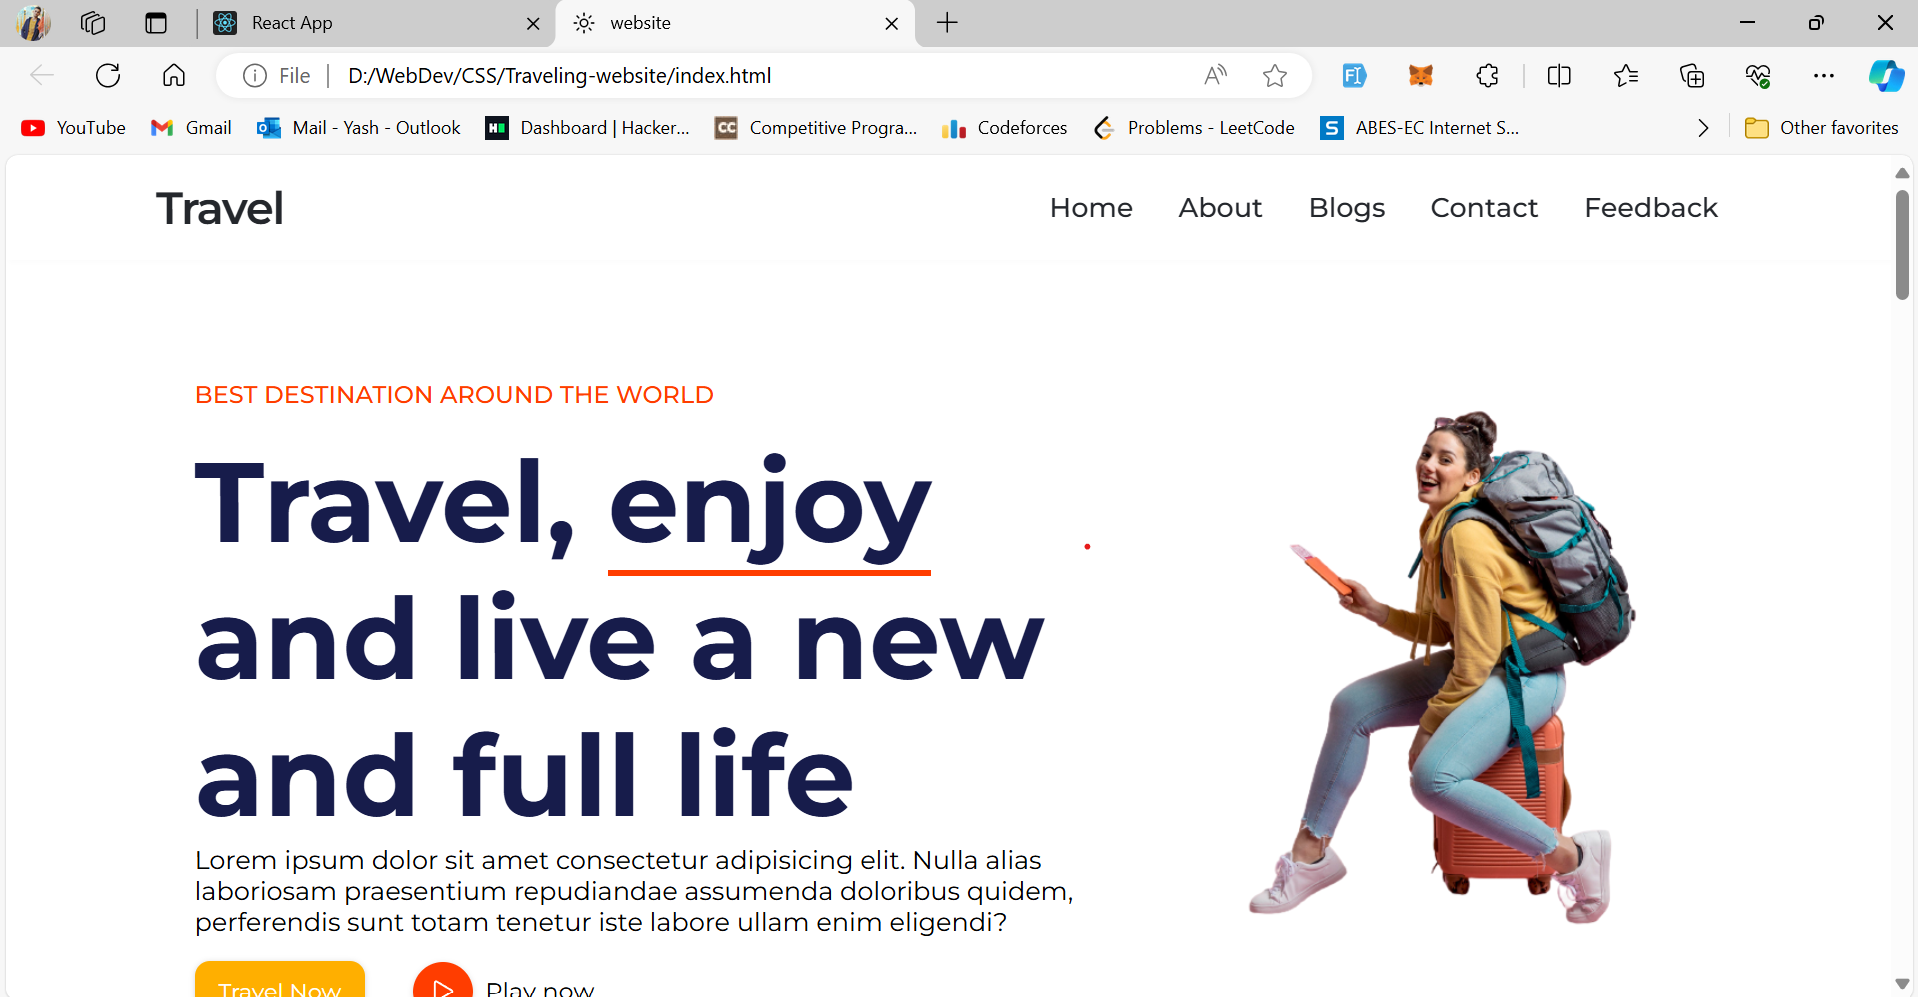 React App
website
File
D:/WebDev/CSS/Traveling-website/index.html
YouTube
Gmail
Mail - Yash - Outlook
Dashboard | Hacker...
Competitive Progra...
Codeforces
Problems - LeetCode
ABES-EC Internet S...
Other favorites
Travel
Home About Blogs Contact Feedback
BEST DESTINATION AROUND THE WORLD
Travel, enjoy
and live a new
and full life
Lorem ipsum dolor sit amet consectetur adipisicing elit. Nulla alias
laboriosam praesentium repudiandae assumenda doloribus quidem,
perferendis sunt totam tenetur iste labore ullam enim eligendi?
Travel Now
Play now